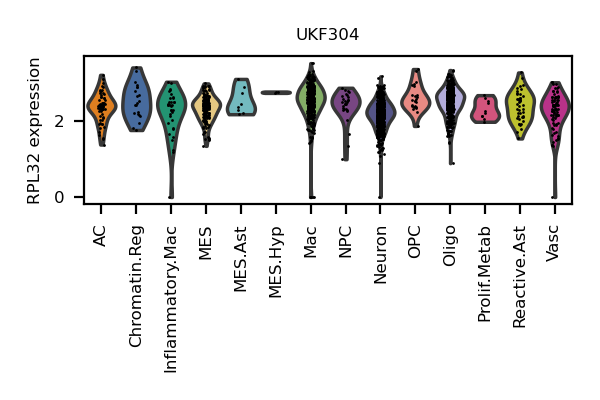 UKF304
RPL32 expression
2
0
AC
Chromatin.Reg
Inflammatory.Mac
MES
MES.Ast
MES.Hyp
Mac
NPC
Neuron
OPC
Oligo
Prolif.Metab
Reactive.Ast
Vasc